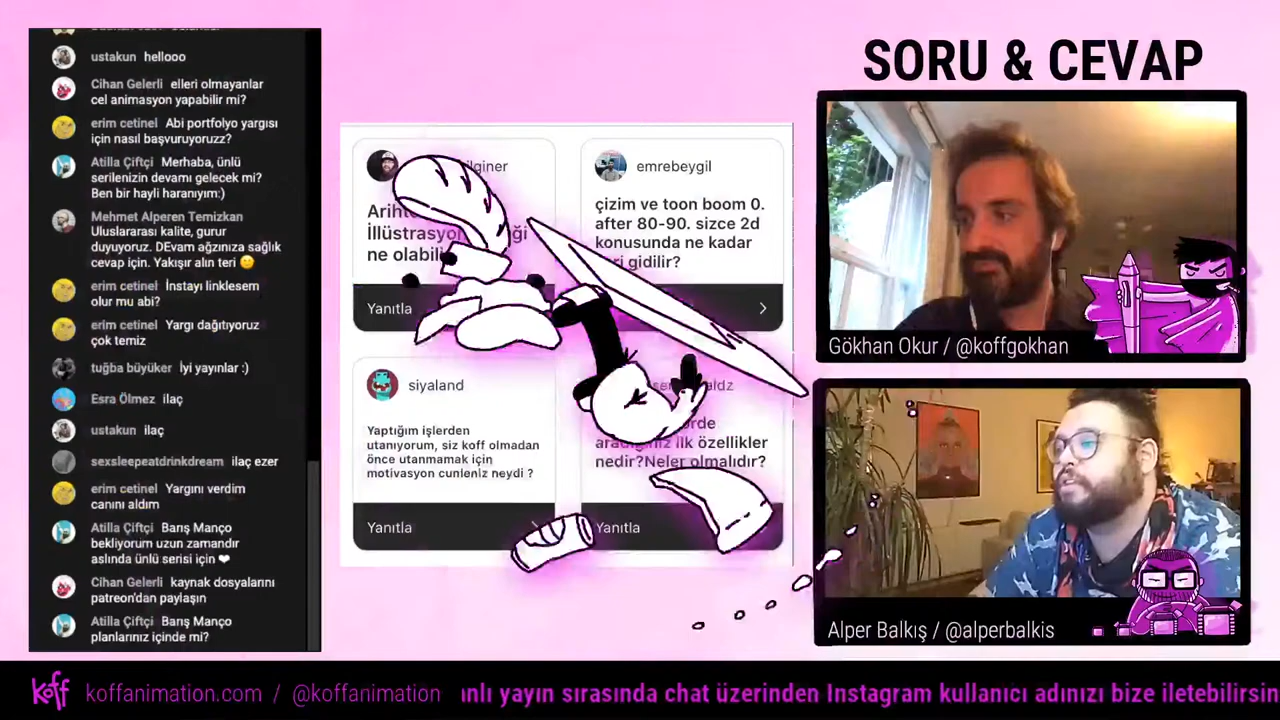 SORU & CEVAP
ustakun hellooo
Cihan Gelerli elleri olmayanlar
cel animasyon yapabilir mi?
erim cetinel Abi portfolyo yargısı
için nasıl başvuruyoruzz?
Atilla Çiftçi Merhaba, ünlü
serilenizin devamı gelecek mi?
Ben bir hayli haranıyım:)
Mehmet Alperen Temizkan
Uluslararası kalite, gurur
duyuyoruz. DEvam ağzınıza sağlık
cevap için. Yakışır alın teri
erim cetinel İnstayı linklesem
olur mu abi?
erim cetinel Yargı dağıtıyoruz
çok temiz
tuğba büyüker İyi yayınlar :)
Esra Ölmez ilaç
ustakun ilaç
sexsleepeatdrinkdream ilaç ezer
erim cetinel Yargını verdim
canını aldım
Atilla Çiftçi Barış Manço
bekliyorum uzun zamandır
aslında ünlü serisi için ❤
Cihan Gelerli kaynak dosyalarını
patreon'dan paylaşın
Atilla Çiftçi Barış Manço
planlarınız içinde mi?
ilginer
İllüstrasyon
ne olabili
Yanıtla
emrebeygil
çizim ve toon boom 0.
after 80-90. sizce 2d
konusunda ne kadar
gidilir?
siyaland
Yaptığım işlerden
utanıyorum, siz koff olmadan
önce utanmamak için
motivasyon cunleniz neydi ?
Yanıtla
ilk özellikler
nedir?Neler olmalıdır?
Yanıtla
Gökhan Okur / @koffgokhan
Alper Balkış / @alperbalkis
koff koffanimation.com / @koffanimation
ınlı yayın sırasında chat üzerinden Instagram kullanıcı adınızı bize iletebilirsin